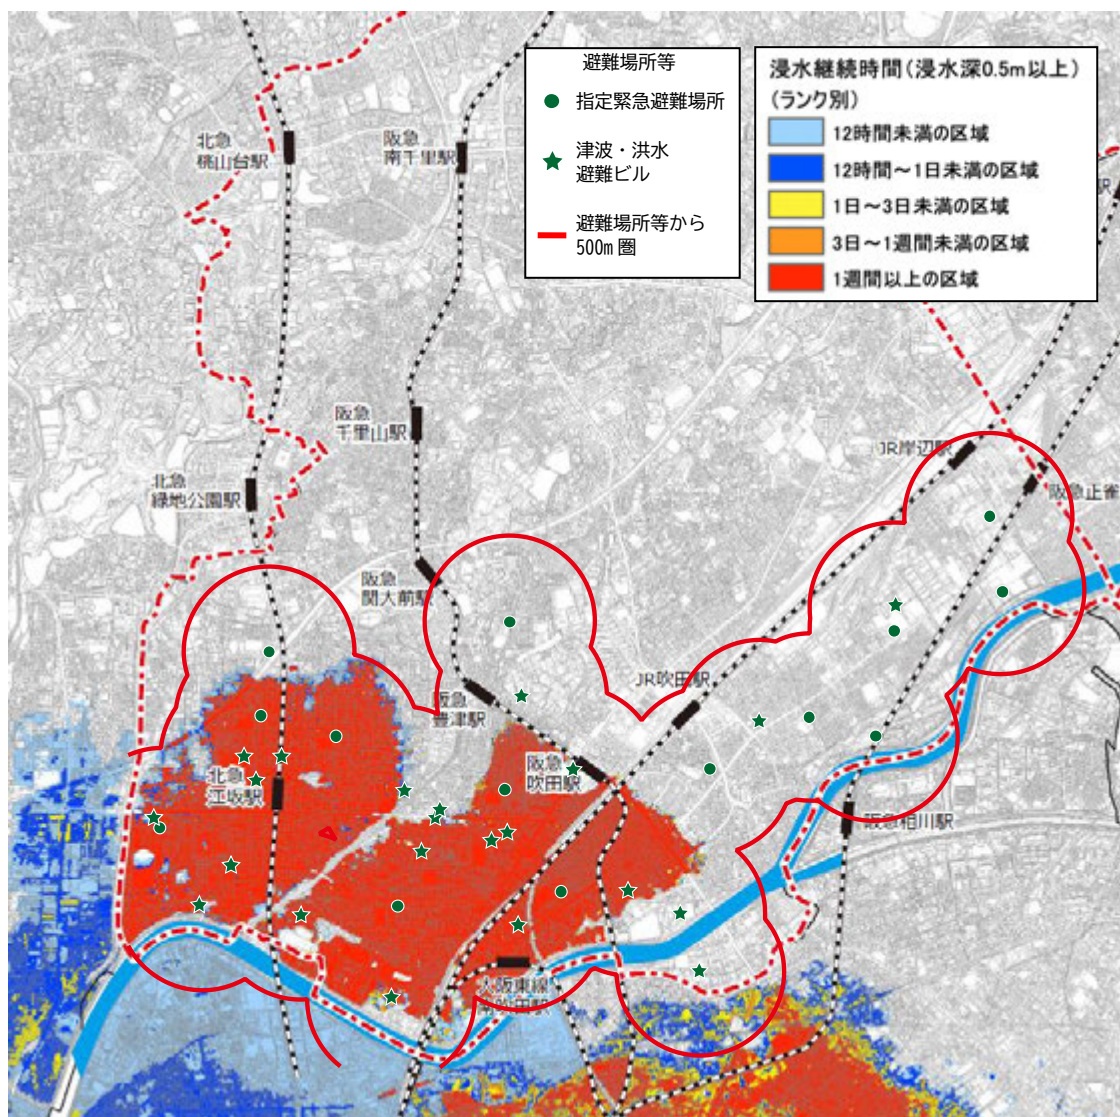 避難場所等
指定緊急避難場所
津波・洪水
避難ビル
避難場所等から
500m圏
浸水継続時間(浸水深0.5m以上)
(ランク別)
12時間未満の区域
12時間～1日未満の区域
1日～3日未満の区域
3日～1週間未満の区域
1週間以上の区域
北急
桃山台駅
阪急
南千里駅
駅
阪急
千里山駅
JR岸辺駅
北急
緑地公園駅
阪急正雀
阪急
関大前駅
JR吹田駅
阪急
豊津駅
阪急
吹田駅
北急
江坂駅
阪急相川駅
大阪東線
南吹田駅